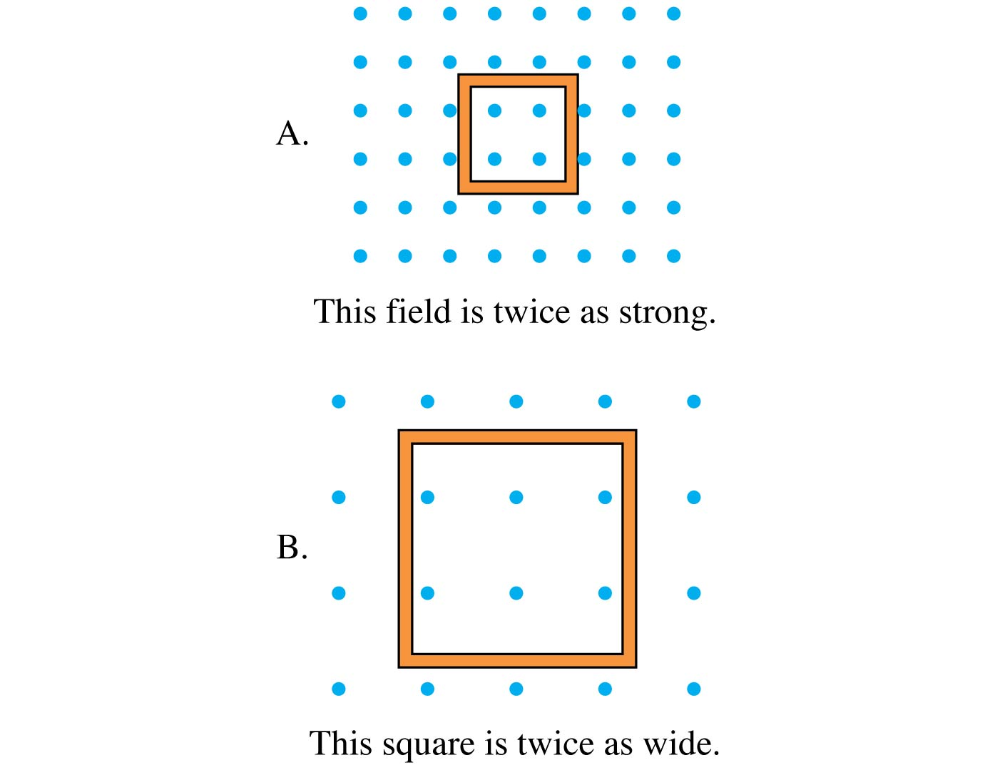 A.
This field is twice as strong.
B.
This square is twice as wide.